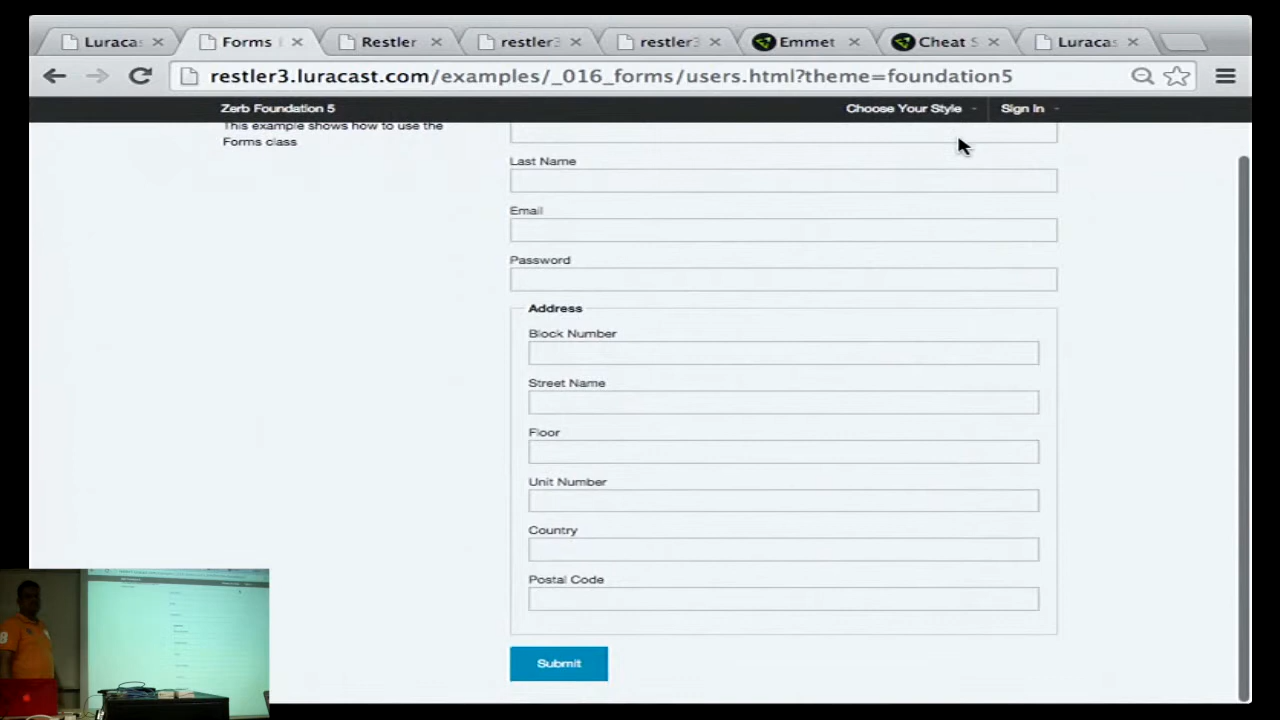 Luracas
Forms
Restler
restler3
restler3
Emmet
Cheat S
Luracas
restler3.luracast.com/examples/_016_forms/users.html?theme=foundation5
Zerb Foundation 5
Choose Your Style
Sign In
This example shows how to use the
Forms class
Last Name
Email
Password
Address
Block Number
Street Name
Floor
Unit Number
Country
Postal Code
Submit